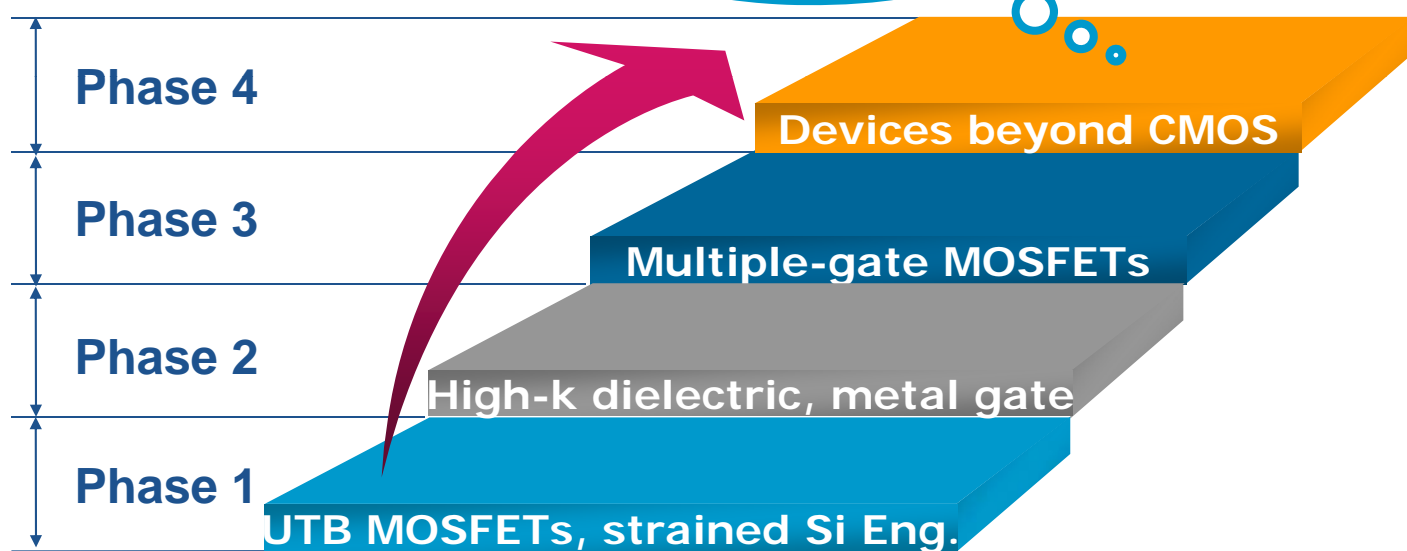 Phase 4
Devices beyond CMOS
Phase 3
Multiple-gate MOSFETs
Phase 2
High-k dielectric, metal gate
Phase 1
UTB MOSFETs, strained Si Eng.